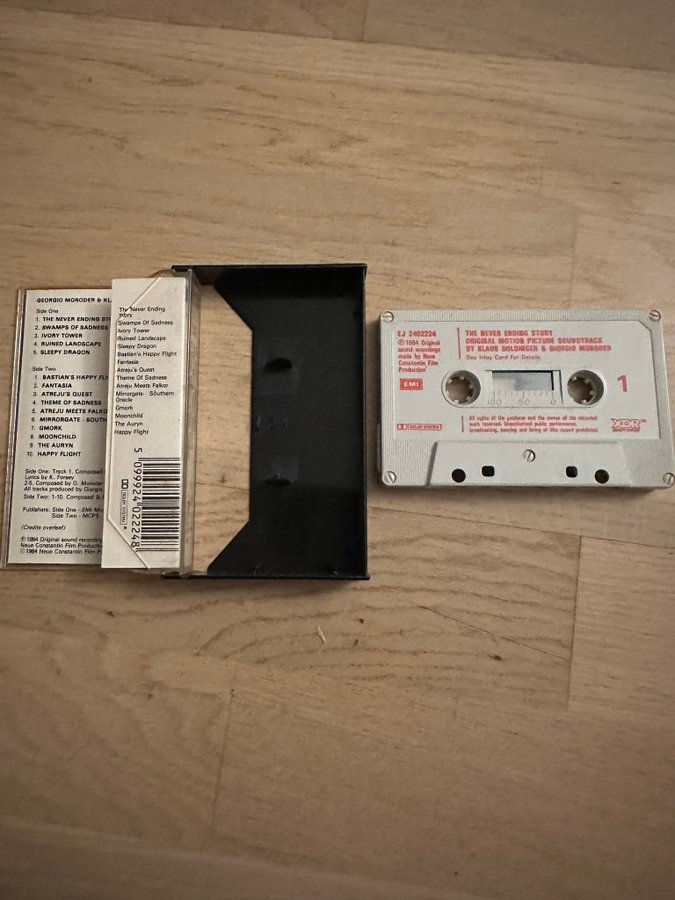 GEORGIO MORODER & KL
Side One
1. THE NEVER ENDING S
2. SWAMPS OF SADNESS
3. IVORY TOWER
4. RUINED LANDSCAPE
5. SLEEPY DRAGON
Side Two
1. BASTIAN'S HAPPY FL
2. FANTASIA
3. ATREJU'S QUEST
4. THEME OF SADNESS
5. ATREJU MEETS FALKO
6. MIRRORGATE - SOUTH
7. GMORK
8. MOONCHILD
9. THE AURYN
10. HAPPY FLIGHT
Side One: Track 1. Composed
Lyrics by K. Forsey
2-5. Composed by G. Moroder
All tracks produced by Giorgio
Side Two: 1-10. Composed &
Publishers: Side One - EMI
Side Two - MCPS
(Credits overleaf)
℗ 1984 Original sound recording
Neue Constantin Film Productio
© 1984 Neue Constantin Film
The Never Ending
Story
Swamps Of Sadness
Ivory Tower
Ruined Landscape
Sleepy Dragon
Bastian's Happy Flight
Fantasia
Atreju's Quest
Theme Of Sadness
Atreju Meets Falkor
Mirrorgate - Southern
Oracle
Gmork
Moonchild
The Auryn
Happy Flight
DOLBY SYSTEM
5 099924 022248
EJ 2402224
℗ 1984 Original
sound recordings
made by Neue
Constantin Film
Production
EMI
THE NEVER ENDING STORY
ORIGINAL MOTION PICTURE SOUNDTRACK
BY KLAUS DOLDINGER & GIORGIO MORODER
See Inlay Card For Details
100 50 0
1
DOLBY SYSTEM
All rights of the producer and the owner of the recorded
work reserved. Unauthorised public performance,
broadcasting, copying and hiring of this record prohibited.
XDR